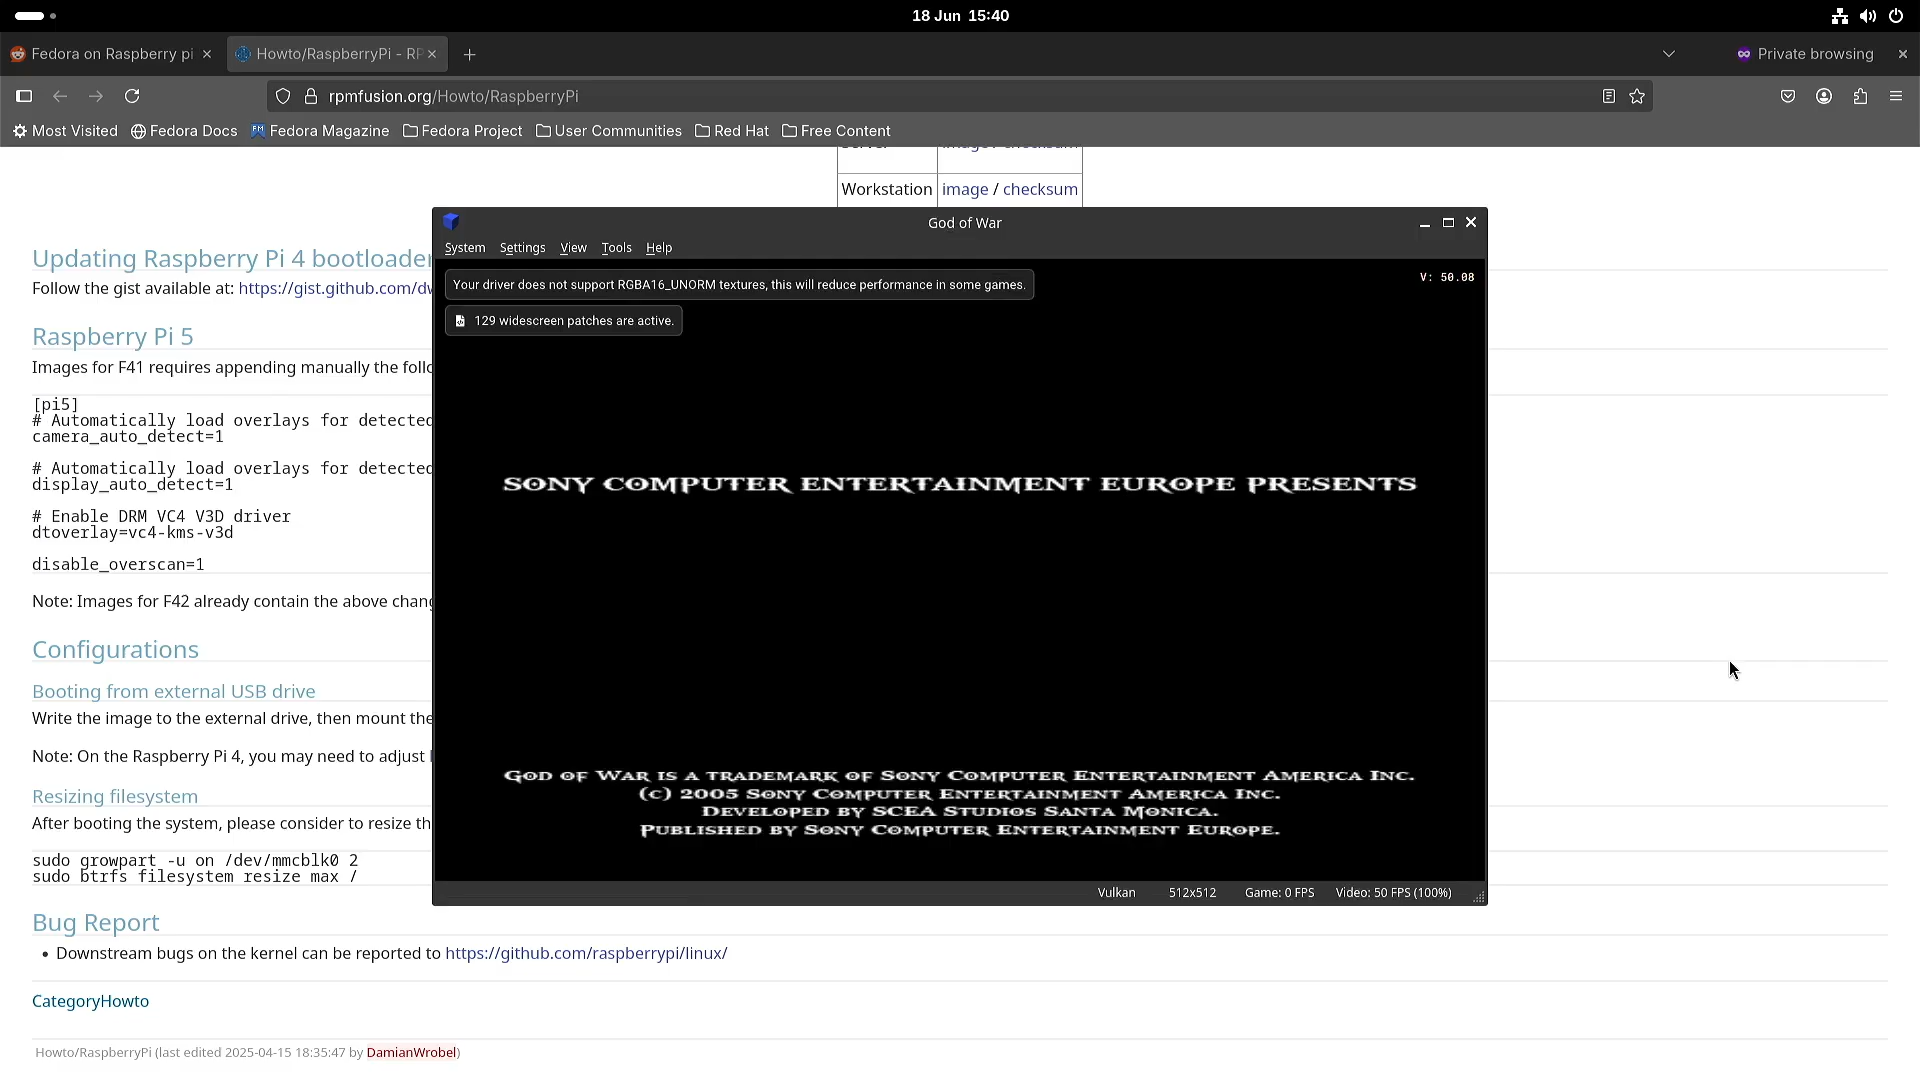 18 Jun 15:40
Fedora on Raspberry pi
Howto/RaspberryPi - RP
Private browsing
rpmfusion.org/Howto/RaspberryPi
Most Visited
Fedora Docs
Fedora Magazine
Fedora Project
User Communities
Red Hat
Free Content
Workstation image / checksum
Updating Raspberry Pi 4 bootloader
Follow the gist available at: https://gist.github.com/dw
Raspberry Pi 5
Images for F41 requires appending manually the follo
[pi5]
# Automatically load overlays for detected
camera_auto_detect=1
# Automatically load overlays for detected
display_auto_detect=1
# Enable DRM VC4 V3D driver
dtoverlay=vc4-kms-v3d
disable_overscan=1
Note: Images for F42 already contain the above chang
Configurations
Booting from external USB drive
Write the image to the external drive, then mount the
Note: On the Raspberry Pi 4, you may need to adjust
Resizing filesystem
After booting the system, please consider to resize th
sudo growpart -u on /dev/mmcblk0 2
sudo btrfs filesystem resize max /
Bug Report
• Downstream bugs on the kernel can be reported to https://github.com/raspberrypi/linux/
CategoryHowto
Howto/RaspberryPi (last edited 2025-04-15 18:35:47 by DamianWrobel)
God of War
System Settings View Tools Help
Your driver does not support RGBA16_UNORM textures, this will reduce performance in some games.
V: 50.08
129 widescreen patches are active.
SONY COMPUTER ENTERTAINMENT EUROPE PRESENTS
God of War is a trademark of Sony Computer Entertainment America Inc.
(c) 2005 Sony Computer Entertainment America Inc.
Developed by SCEA Studios Santa Monica.
Published by Sony Computer Entertainment Europe.
Vulkan 512x512 Game: 0 FPS Video: 50 FPS (100%)